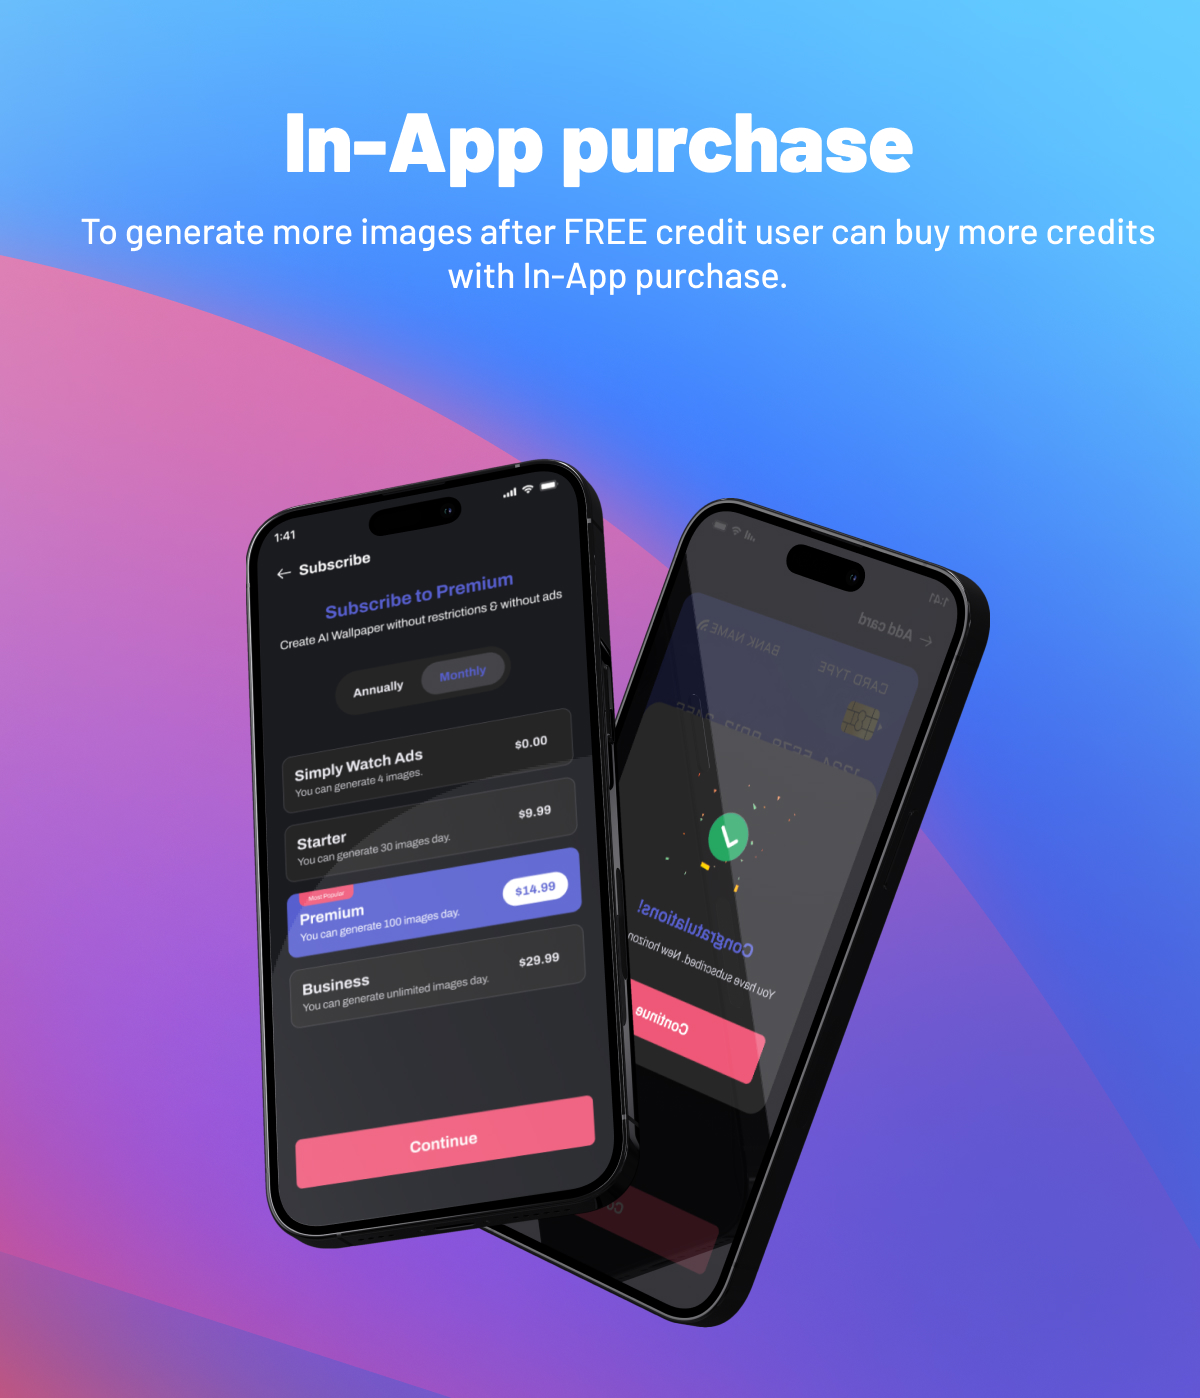 In-App purchase
To generate more images after FREE credit user can buy more credits
with In-App purchase.
1:41
Subscribe
Subscribe to Premium
Create AI Wallpaper without restrictions & without ads
Annually
Monthly
Simply Watch Ads
$0.00
You can generate 4 images.
Starter
$9.99
You can generate 30 images day.
Most Popular
Premium
$14.99
You can generate 100 images day.
Business
$29.99
You can generate unlimited images day.
Continue
1:41
Add card
CARD TYPE
BANK NAME
1234 5678 9012
Congratulations!
You have subscribed. New horizon
Continue
Co